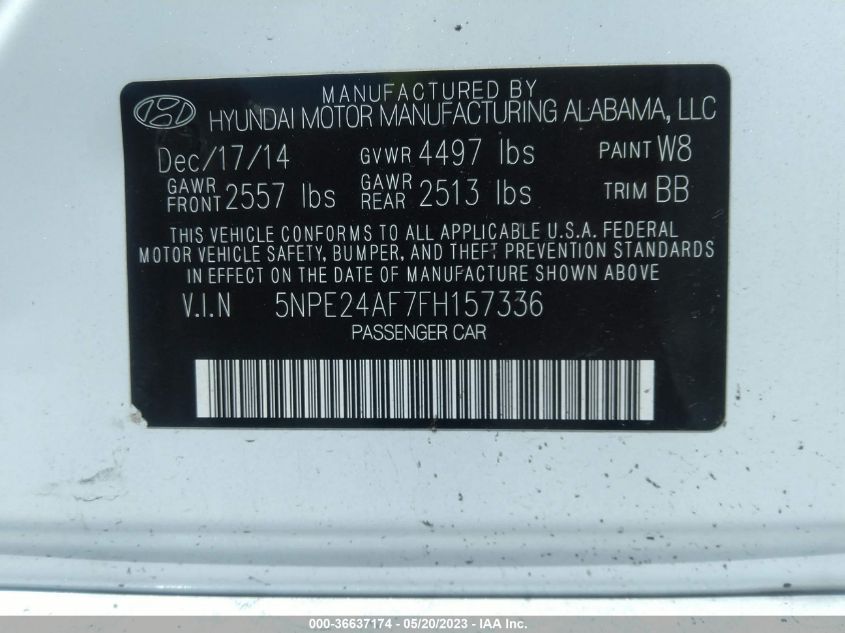 MANUFACTURED BY
HYUNDAI MOTOR MANUFACTURING ALABAMA, LLC
Dec/17/14 GVWR 4497 lbs PAINT W8
GAWR FRONT 2557 lbs GAWR REAR 2513 lbs TRIM BB
THIS VEHICLE CONFORMS TO ALL APPLICABLE U.S.A. FEDERAL
MOTOR VEHICLE SAFETY, BUMPER, AND THEFT PREVENTION STANDARDS
IN EFFECT ON THE DATE OF MANUFACTURE SHOWN ABOVE
V.I.N 5NPE24AF7FH157336
PASSENGER CAR
000-36637174 - 05/20/2023 - IAA Inc.